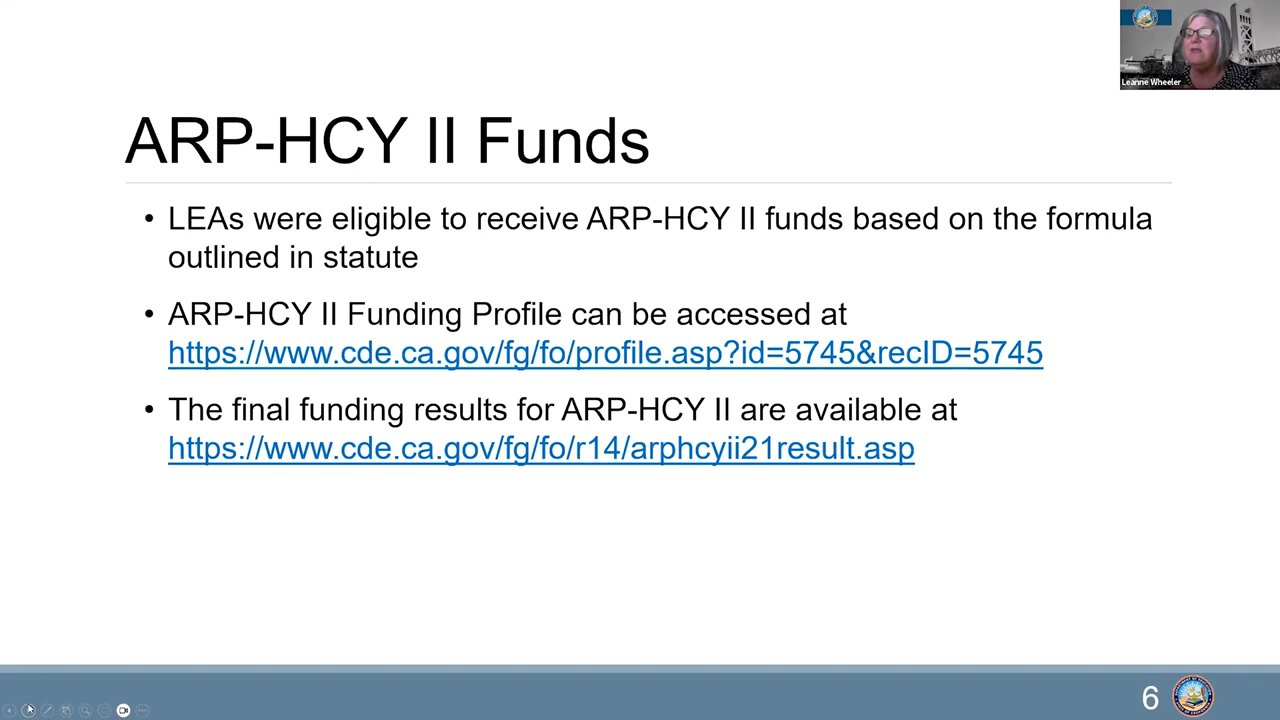 Leanne Wheeler
ARP-HCY II Funds
• LEAs were eligible to receive ARP-HCY II funds based on the formula
outlined in statute
• ARP-HCY II Funding Profile can be accessed at
https://www.cde.ca.gov/fg/fo/profile.asp?id=5745&recID=5745
• The final funding results for ARP-HCY II are available at
https://www.cde.ca.gov/fg/fo/r14/arphcyii21result.asp
6